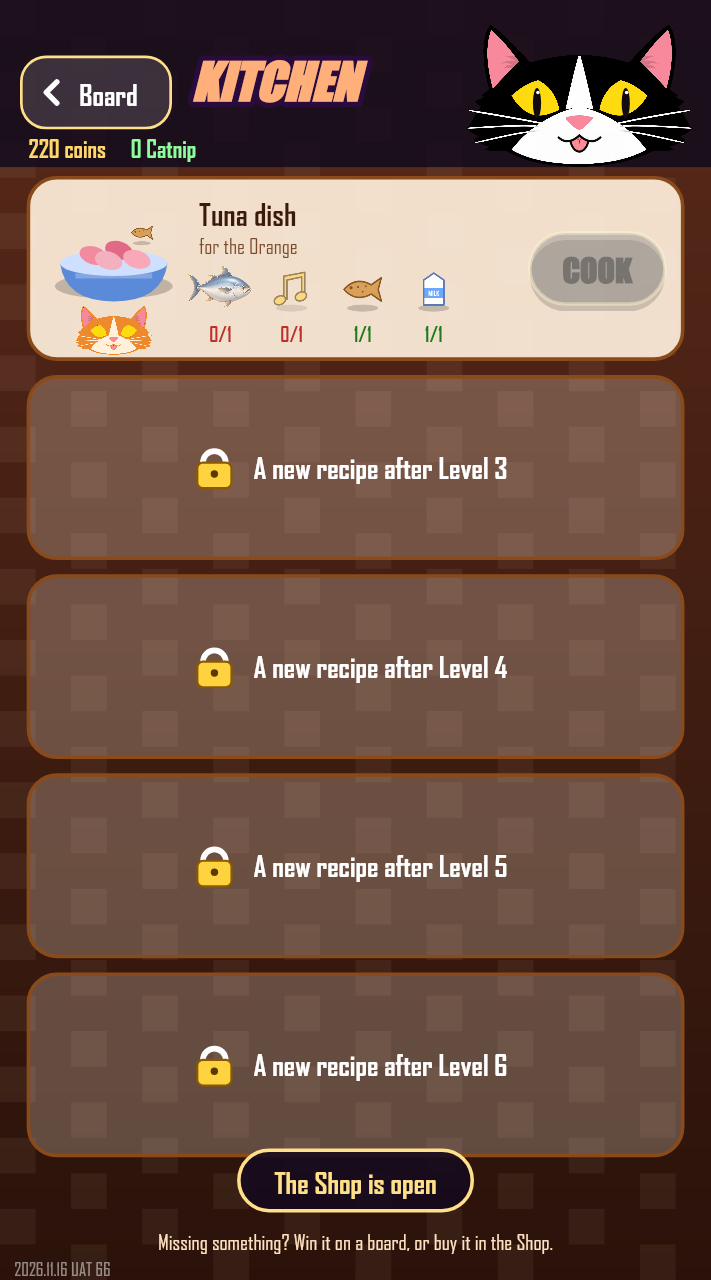 Board
KITCHEN
220 coins
0 Catnip
Tuna dish
for the Orange
MILK
0/1
0/1
1/1
1/1
COOK
A new recipe after Level 3
A new recipe after Level 4
A new recipe after Level 5
A new recipe after Level 6
The Shop is open
Missing something? Win it on a board, or buy it in the Shop.
2026.11.16 UAT 66